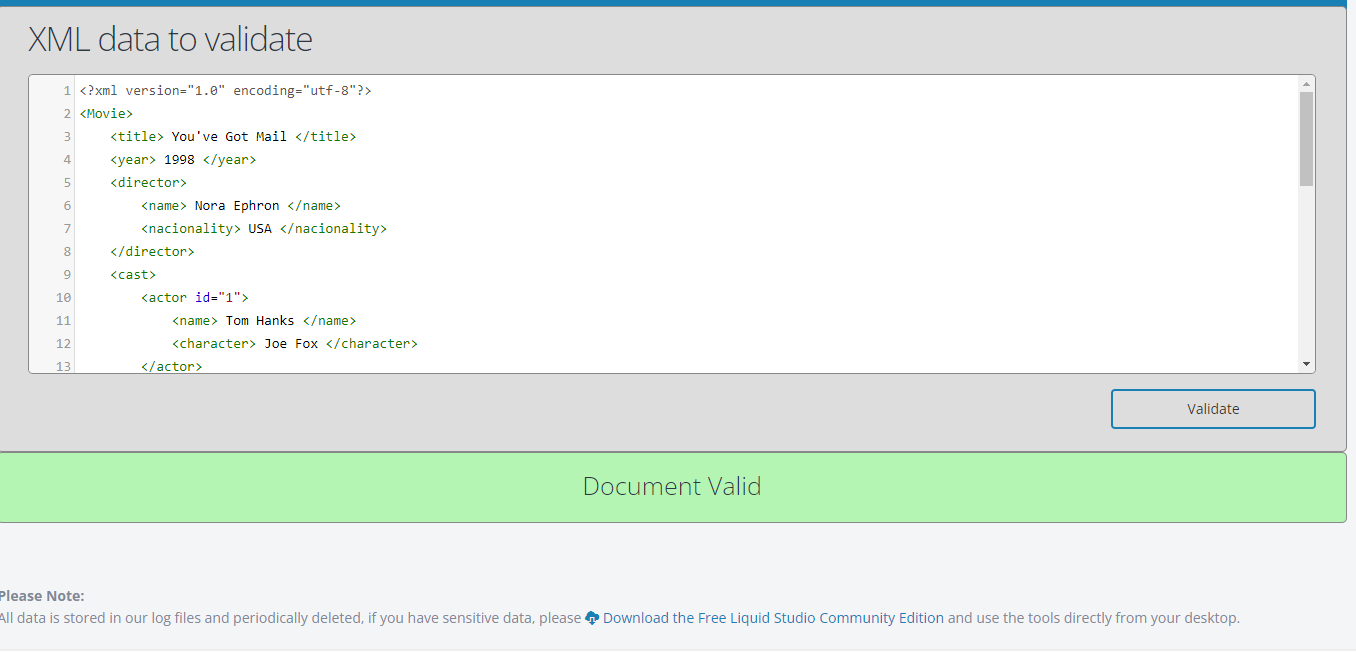 XML data to validate
1 <?xml version="1.0" encoding="utf-8"?>
2 <Movie>
3     <title> You've Got Mail </title>
4     <year> 1998 </year>
5     <director>
6         <name> Nora Ephron </name>
7         <nacionality> USA </nacionality>
8     </director>
9     <cast>
10         <actor id="1">
11             <name> Tom Hanks </name>
12             <character> Joe Fox </character>
13         </actor>
Validate
Document Valid
Please Note:
All data is stored in our log files and periodically deleted, if you have sensitive data, please Download the Free Liquid Studio Community Edition and use the tools directly from your desktop.